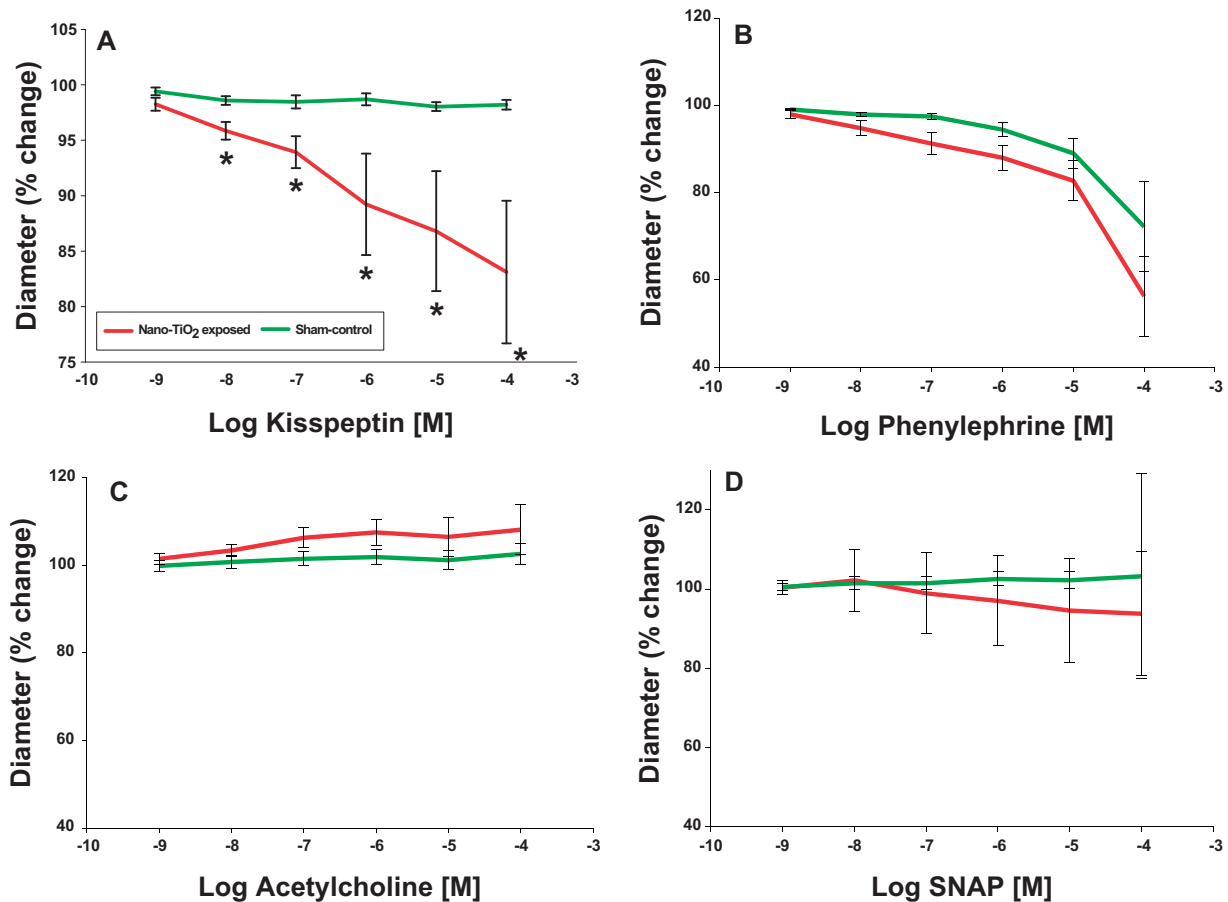 A
Diameter (% change)
105
100
95
90
85
80
75
* * * * *
Nano-TiO2 exposed Sham-control
-10 -9 -8 -7 -6 -5 -4 -3
Log Kisspeptin [M]
B
Diameter (% change)
120
100
80
60
40
-10 -9 -8 -7 -6 -5 -4 -3
Log Phenylephrine [M]
C
Diameter (% change)
120
100
80
60
40
-10 -9 -8 -7 -6 -5 -4 -3
Log Acetylcholine [M]
D
Diameter (% change)
120
100
80
60
40
-10 -9 -8 -7 -6 -5 -4 -3
Log SNAP [M]